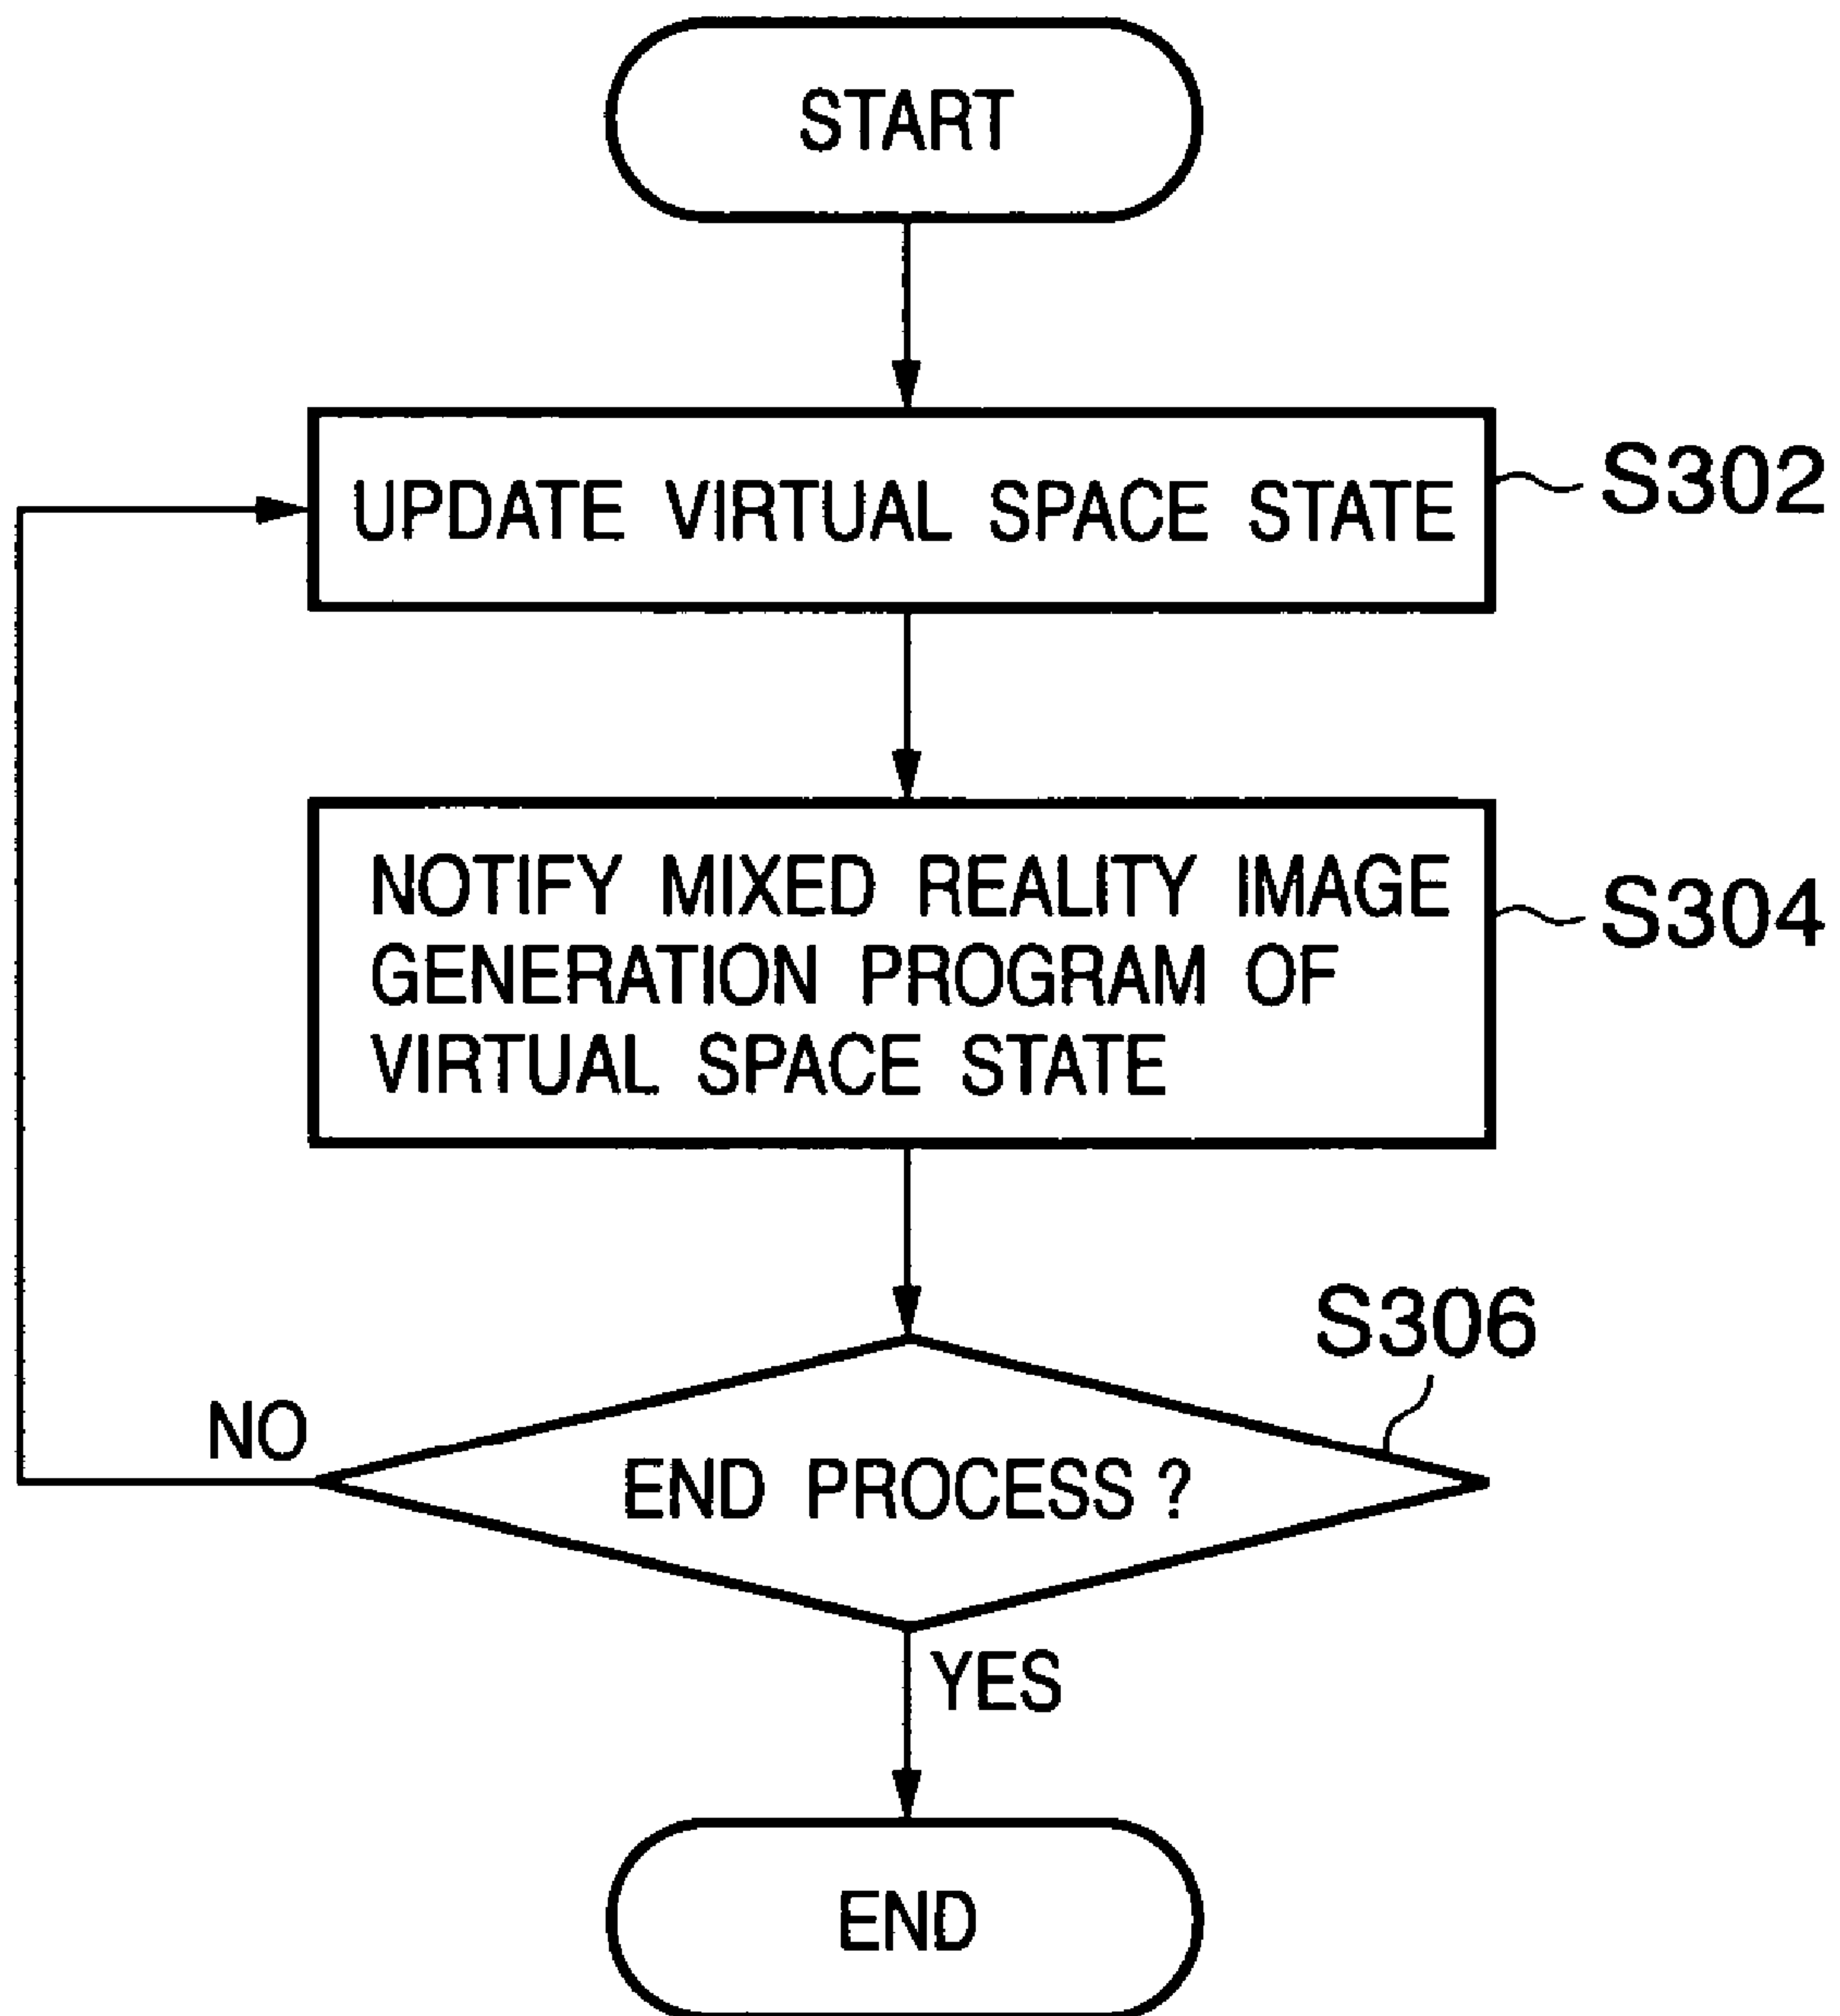 START
UPDATE VIRTUAL SPACE STATE
S302
NOTIFY MIXED REALITY IMAGE
GENERATION PROGRAM OF
VIRTUAL SPACE STATE
S304
S306
NO
END PROCESS ?
YES
END